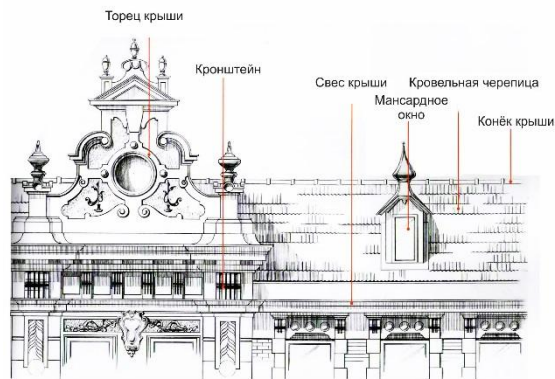 Торец крыши
Кронштейн
Свес крыши
Кровельная черепица
Мансардное
окно
Конёк крыши